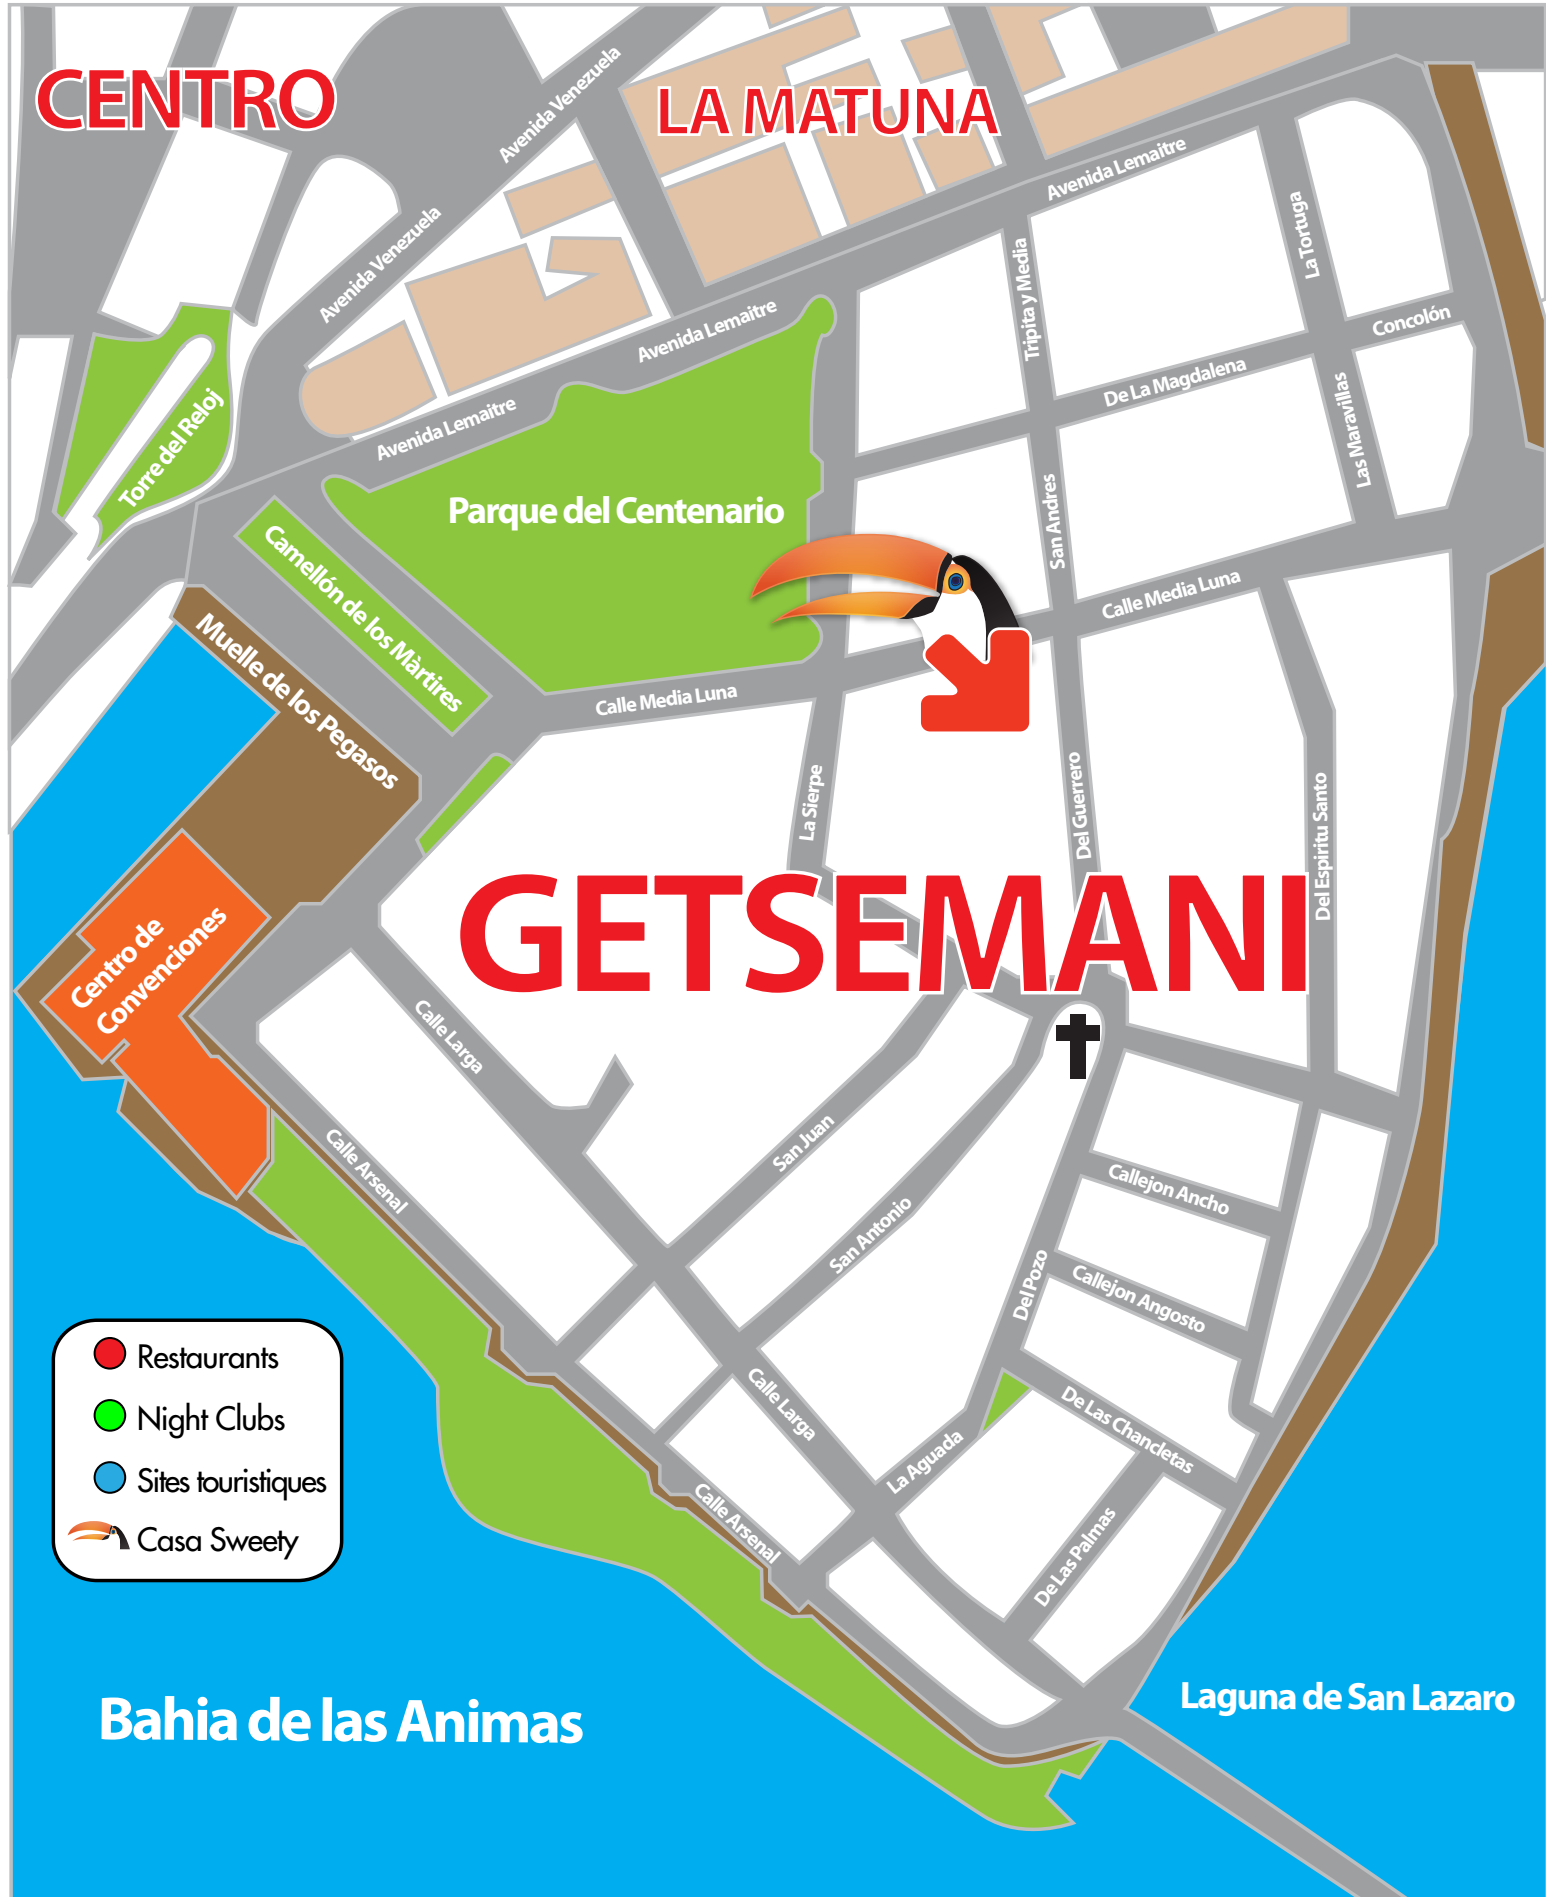 CENTRO
LA MATUNA
Avenida Venezuela
Avenida Venezuela
Avenida Lemaitre
Avenida Lemaitre
Avenida Lemaitre
Tripita y Media
La Tortuga
Concolón
De La Magdalena
Las Maravillas
Torre del Reloj
Parque del Centenario
San Andres
Camellón de los Màrtires
Calle Media Luna
Muelle de los Pegasos
Calle Media Luna
La Sierpe
Del Guerrero
Del Espiritu Santo
GETSEMANI
Centro de
Convenciones
Calle Larga
San Juan
Calle Arsenal
San Antonio
Callejon Ancho
Del Pozo
Callejon Angosto
Calle Larga
De Las Chancletas
La Aguada
Calle Arsenal
De Las Palmas
Restaurants
Night Clubs
Sites touristiques
Casa Sweety
Bahia de las Animas
Laguna de San Lazaro